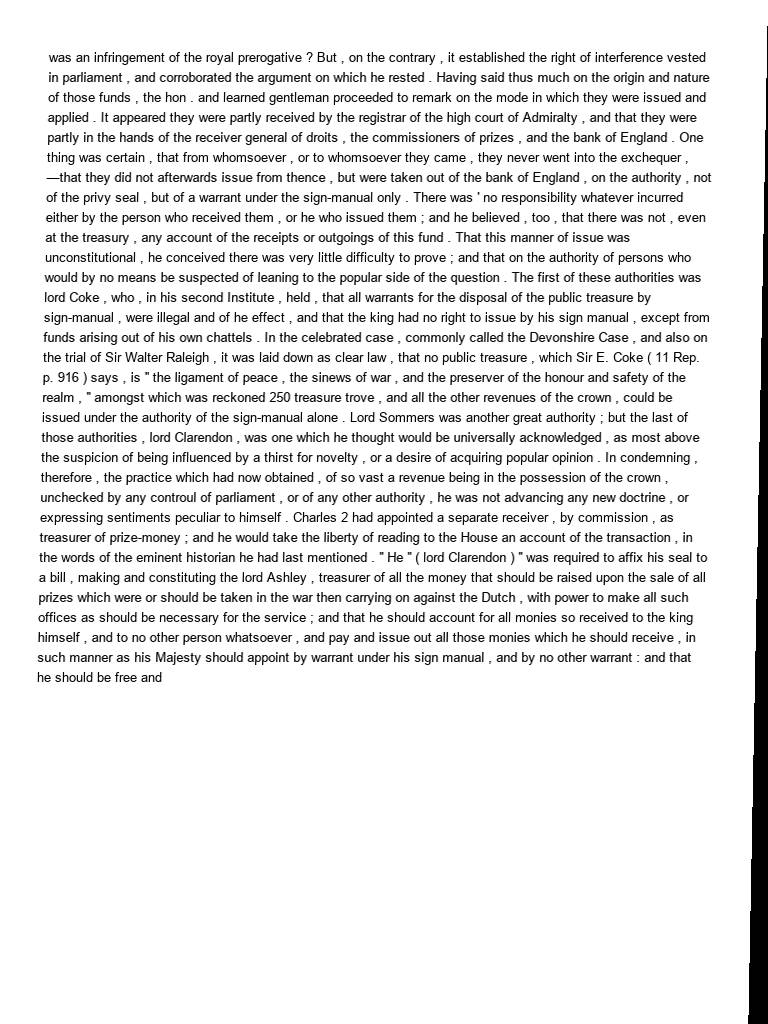 was an infringement of the royal prerogative ? But , on the contrary , it established the right of interference vested
in parliament , and corroborated the argument on which he rested . Having said thus much on the origin and nature
of those funds , the hon . and learned gentleman proceeded to remark on the mode in which they were issued and
applied . It appeared they were partly received by the registrar of the high court of Admiralty , and that they were
partly in the hands of the receiver general of droits , the commissioners of prizes , and the bank of England . One
thing was certain , that from whomsoever , or to whomsoever they came , they never went into the exchequer ,
—that they did not afterwards issue from thence , but were taken out of the bank of England , on the authority , not
of the privy seal , but of a warrant under the sign-manual only . There was ' no responsibility whatever incurred
either by the person who received them , or he who issued them ; and he believed , too , that there was not , even
at the treasury , any account of the receipts or outgoings of this fund . That this manner of issue was
unconstitutional , he conceived there was very little difficulty to prove ; and that on the authority of persons who
would by no means be suspected of leaning to the popular side of the question . The first of these authorities was
lord Coke , who , in his second Institute , held , that all warrants for the disposal of the public treasure by
sign-manual , were illegal and of he effect , and that the king had no right to issue by his sign manual , except from
funds arising out of his own chattels . In the celebrated case , commonly called the Devonshire Case , and also on
the trial of Sir Walter Raleigh , it was laid down as clear law , that no public treasure , which Sir E. Coke ( 11 Rep.
p. 916 ) says , is " the ligament of peace , the sinews of war , and the preserver of the honour and safety of the
realm , " amongst which was reckoned 250 treasure trove , and all the other revenues of the crown , could be
issued under the authority of the sign-manual alone . Lord Sommers was another great authority ; but the last of
those authorities , lord Clarendon , was one which he thought would be universally acknowledged , as most above
the suspicion of being influenced by a thirst for novelty , or a desire of acquiring popular opinion . In condemning ,
therefore , the practice which had now obtained , of so vast a revenue being in the possession of the crown ,
unchecked by any controul of parliament , or of any other authority , he was not advancing any new doctrine , or
expressing sentiments peculiar to himself . Charles 2 had appointed a separate receiver , by commission , as
treasurer of prize-money ; and he would take the liberty of reading to the House an account of the transaction , in
the words of the eminent historian he had last mentioned . " He " ( lord Clarendon ) " was required to affix his seal to
a bill , making and constituting the lord Ashley , treasurer of all the money that should be raised upon the sale of all
prizes which were or should be taken in the war then carrying on against the Dutch , with power to make all such
offices as should be necessary for the service ; and that he should account for all monies so received to the king
himself , and to no other person whatsoever , and pay and issue out all those monies which he should receive , in
such manner as his Majesty should appoint by warrant under his sign manual , and by no other warrant : and that
he should be free and